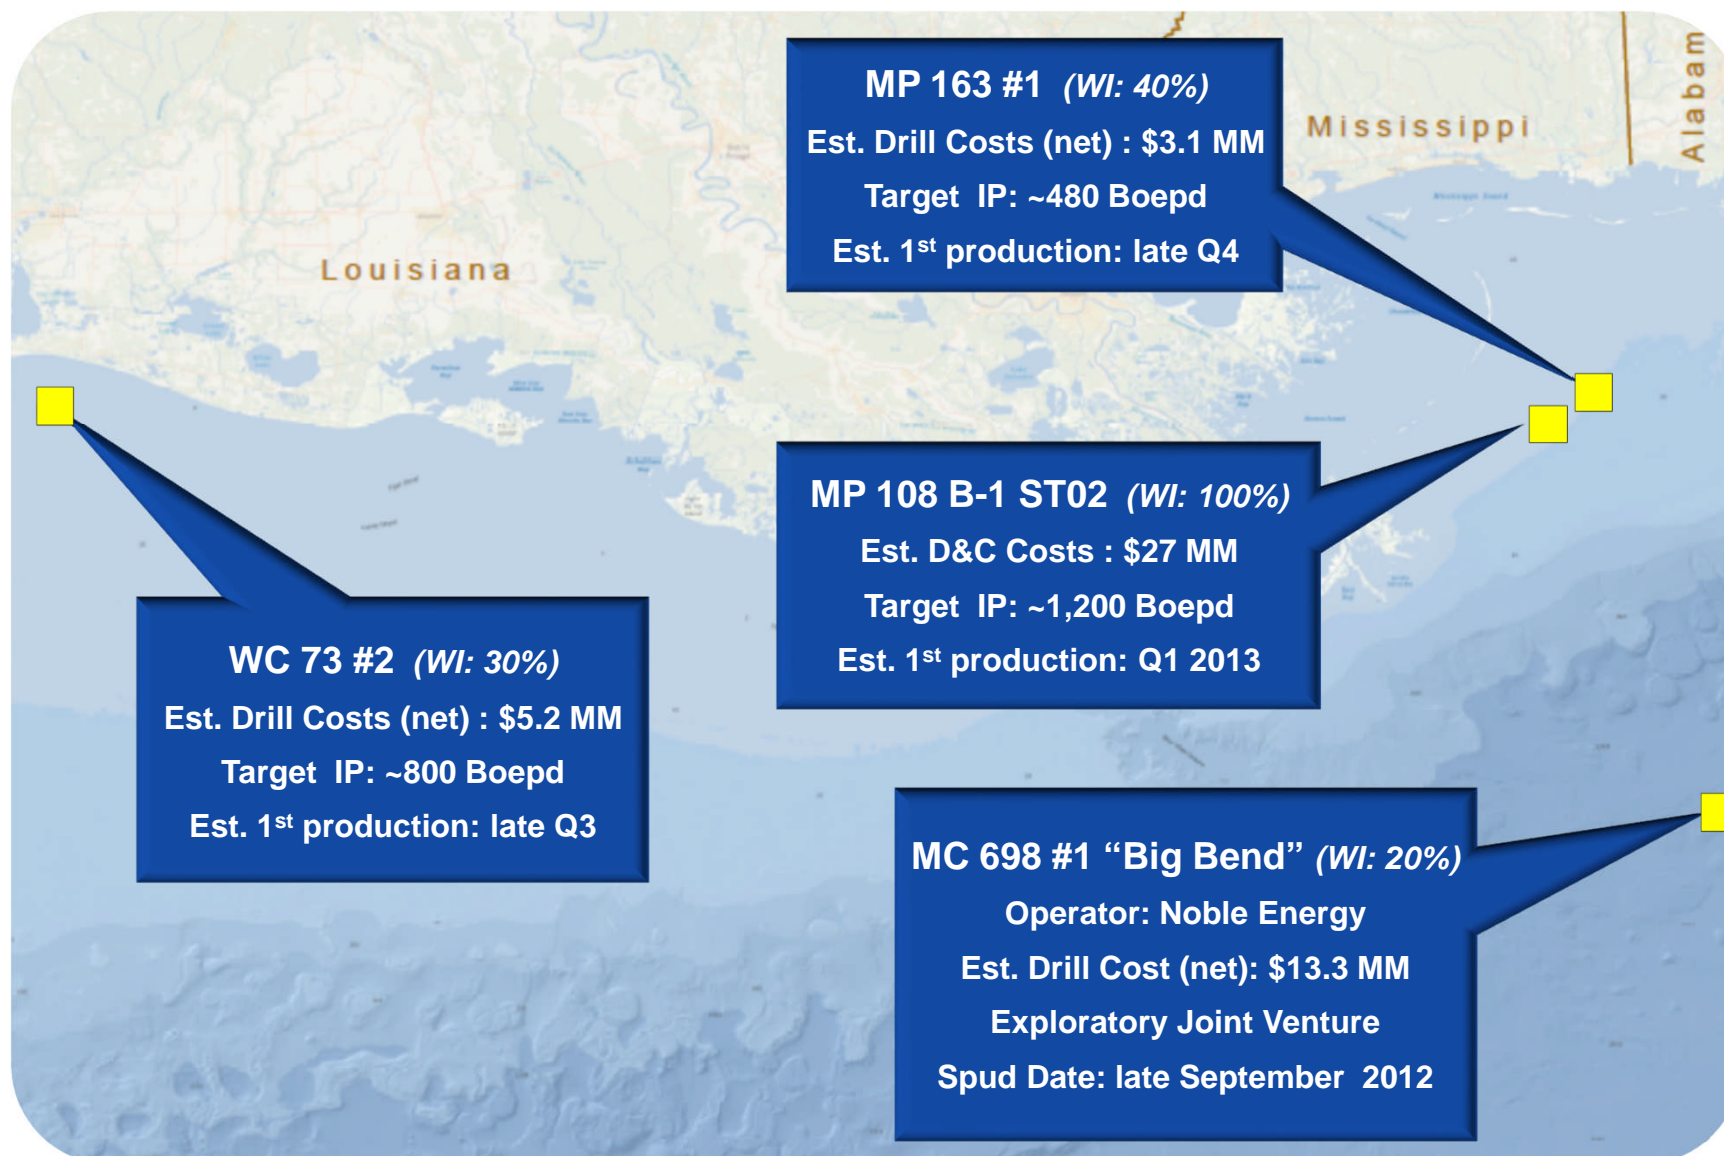 Alabam
Mississippi
Louisiana
MP 163 #1 (WI: 40%)
Est. Drill Costs (net) : $3.1 MM
Target IP: ~480 Boepd
Est. 1st production: late Q4
MP 108 B-1 ST02 (WI: 100%)
Est. D&C Costs : $27 MM
Target IP: ~1,200 Boepd
Est. 1st production: Q1 2013
WC 73 #2 (WI: 30%)
Est. Drill Costs (net) : $5.2 MM
Target IP: ~800 Boepd
Est. 1st production: late Q3
MC 698 #1 “Big Bend” (WI: 20%)
Operator: Noble Energy
Est. Drill Cost (net): $13.3 MM
Exploratory Joint Venture
Spud Date: late September 2012